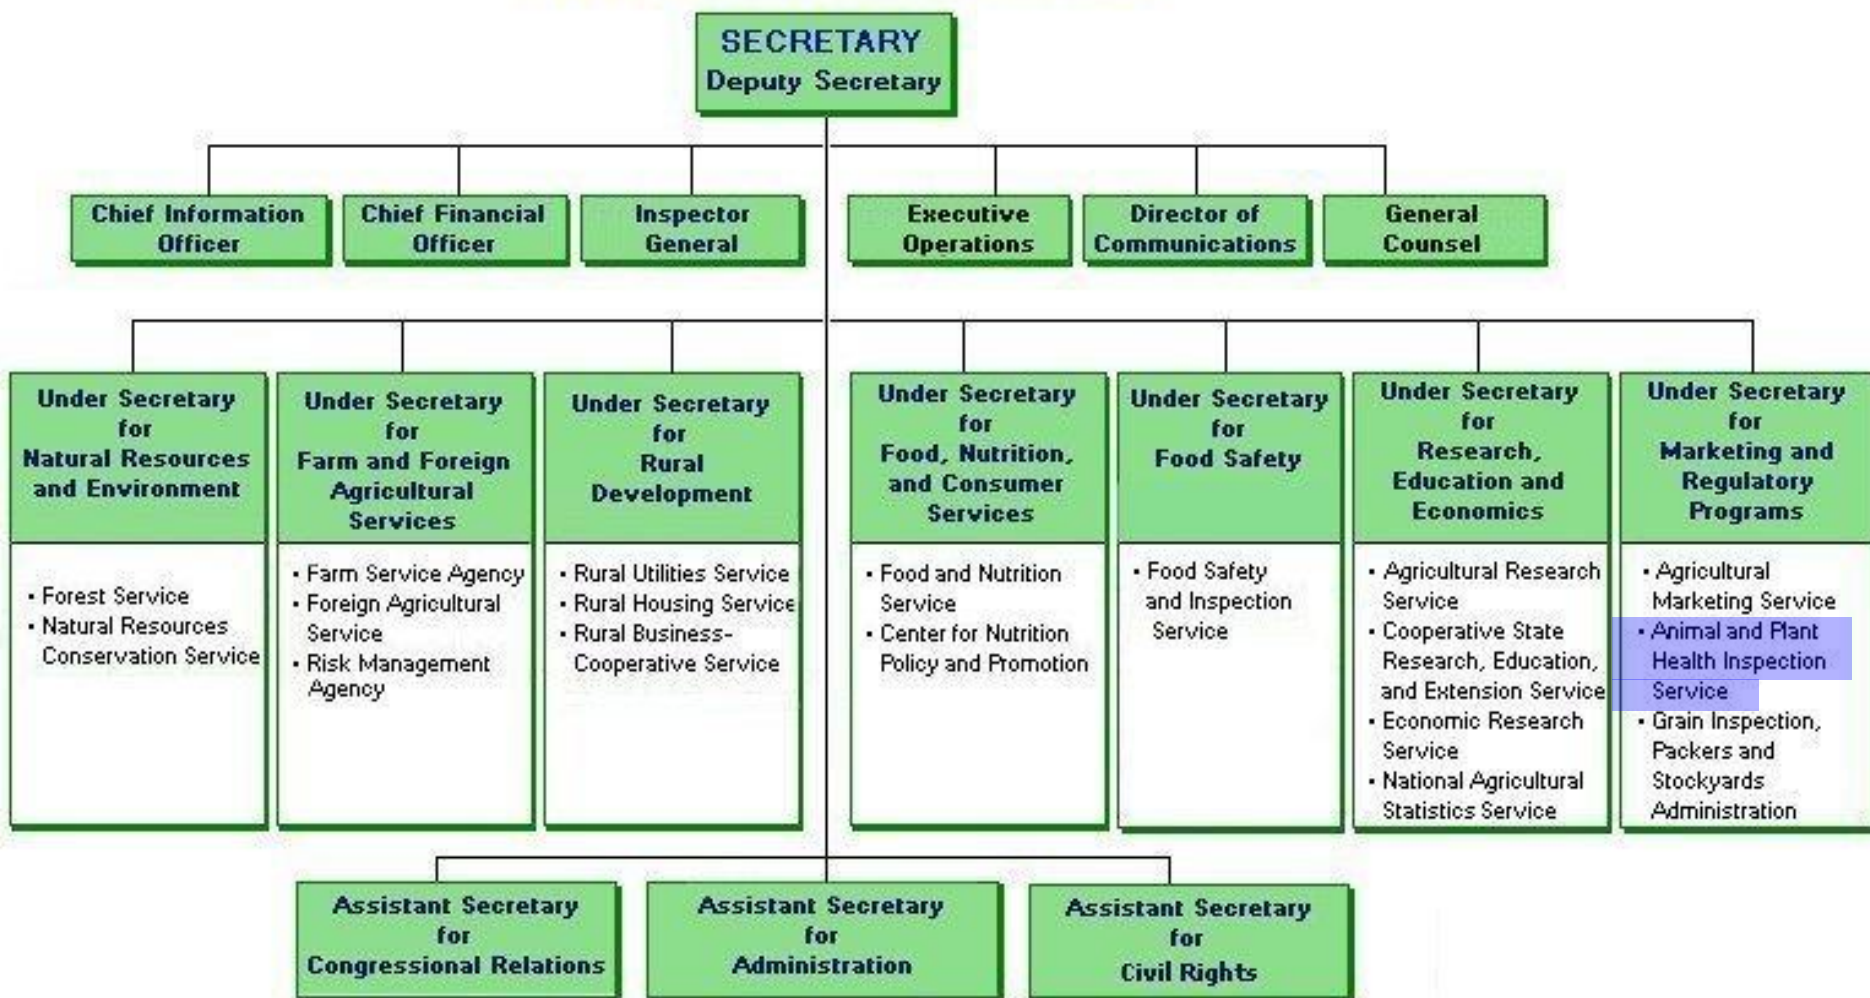 SECRETARY
Deputy Secretary
Chief Information
Officer
Chief Financial
Officer
Inspector
General
Executive
Operations
Director of
Communications
General
Counsel
Under Secretary
for
Natural Resources
and Environment
• Forest Service
• Natural Resources
Conservation Service
Under Secretary
for
Farm and Foreign
Agricultural
Services
• Farm Service Agency
• Foreign Agricultural
Service
• Risk Management
Agency
Under Secretary
for
Rural
Development
• Rural Utilities Service
• Rural Housing Service
• Rural Business-
Cooperative Service
Under Secretary
for
Food, Nutrition,
and Consumer
Services
• Food and Nutrition
Service
• Center for Nutrition
Policy and Promotion
Under Secretary
for
Food Safety
• Food Safety
and Inspection
Service
Under Secretary
for
Research,
Education and
Economics
• Agricultural Research
Service
• Cooperative State
Research, Education,
and Extension Service
• Economic Research
Service
• National Agricultural
Statistics Service
Under Secretary
for
Marketing and
Regulatory
Programs
• Agricultural
Marketing Service
• Animal and Plant
Health Inspection
Service
• Grain Inspection,
Packers and
Stockyards
Administration
Assistant Secretary
for
Congressional Relations
Assistant Secretary
for
Administration
Assistant Secretary
for
Civil Rights